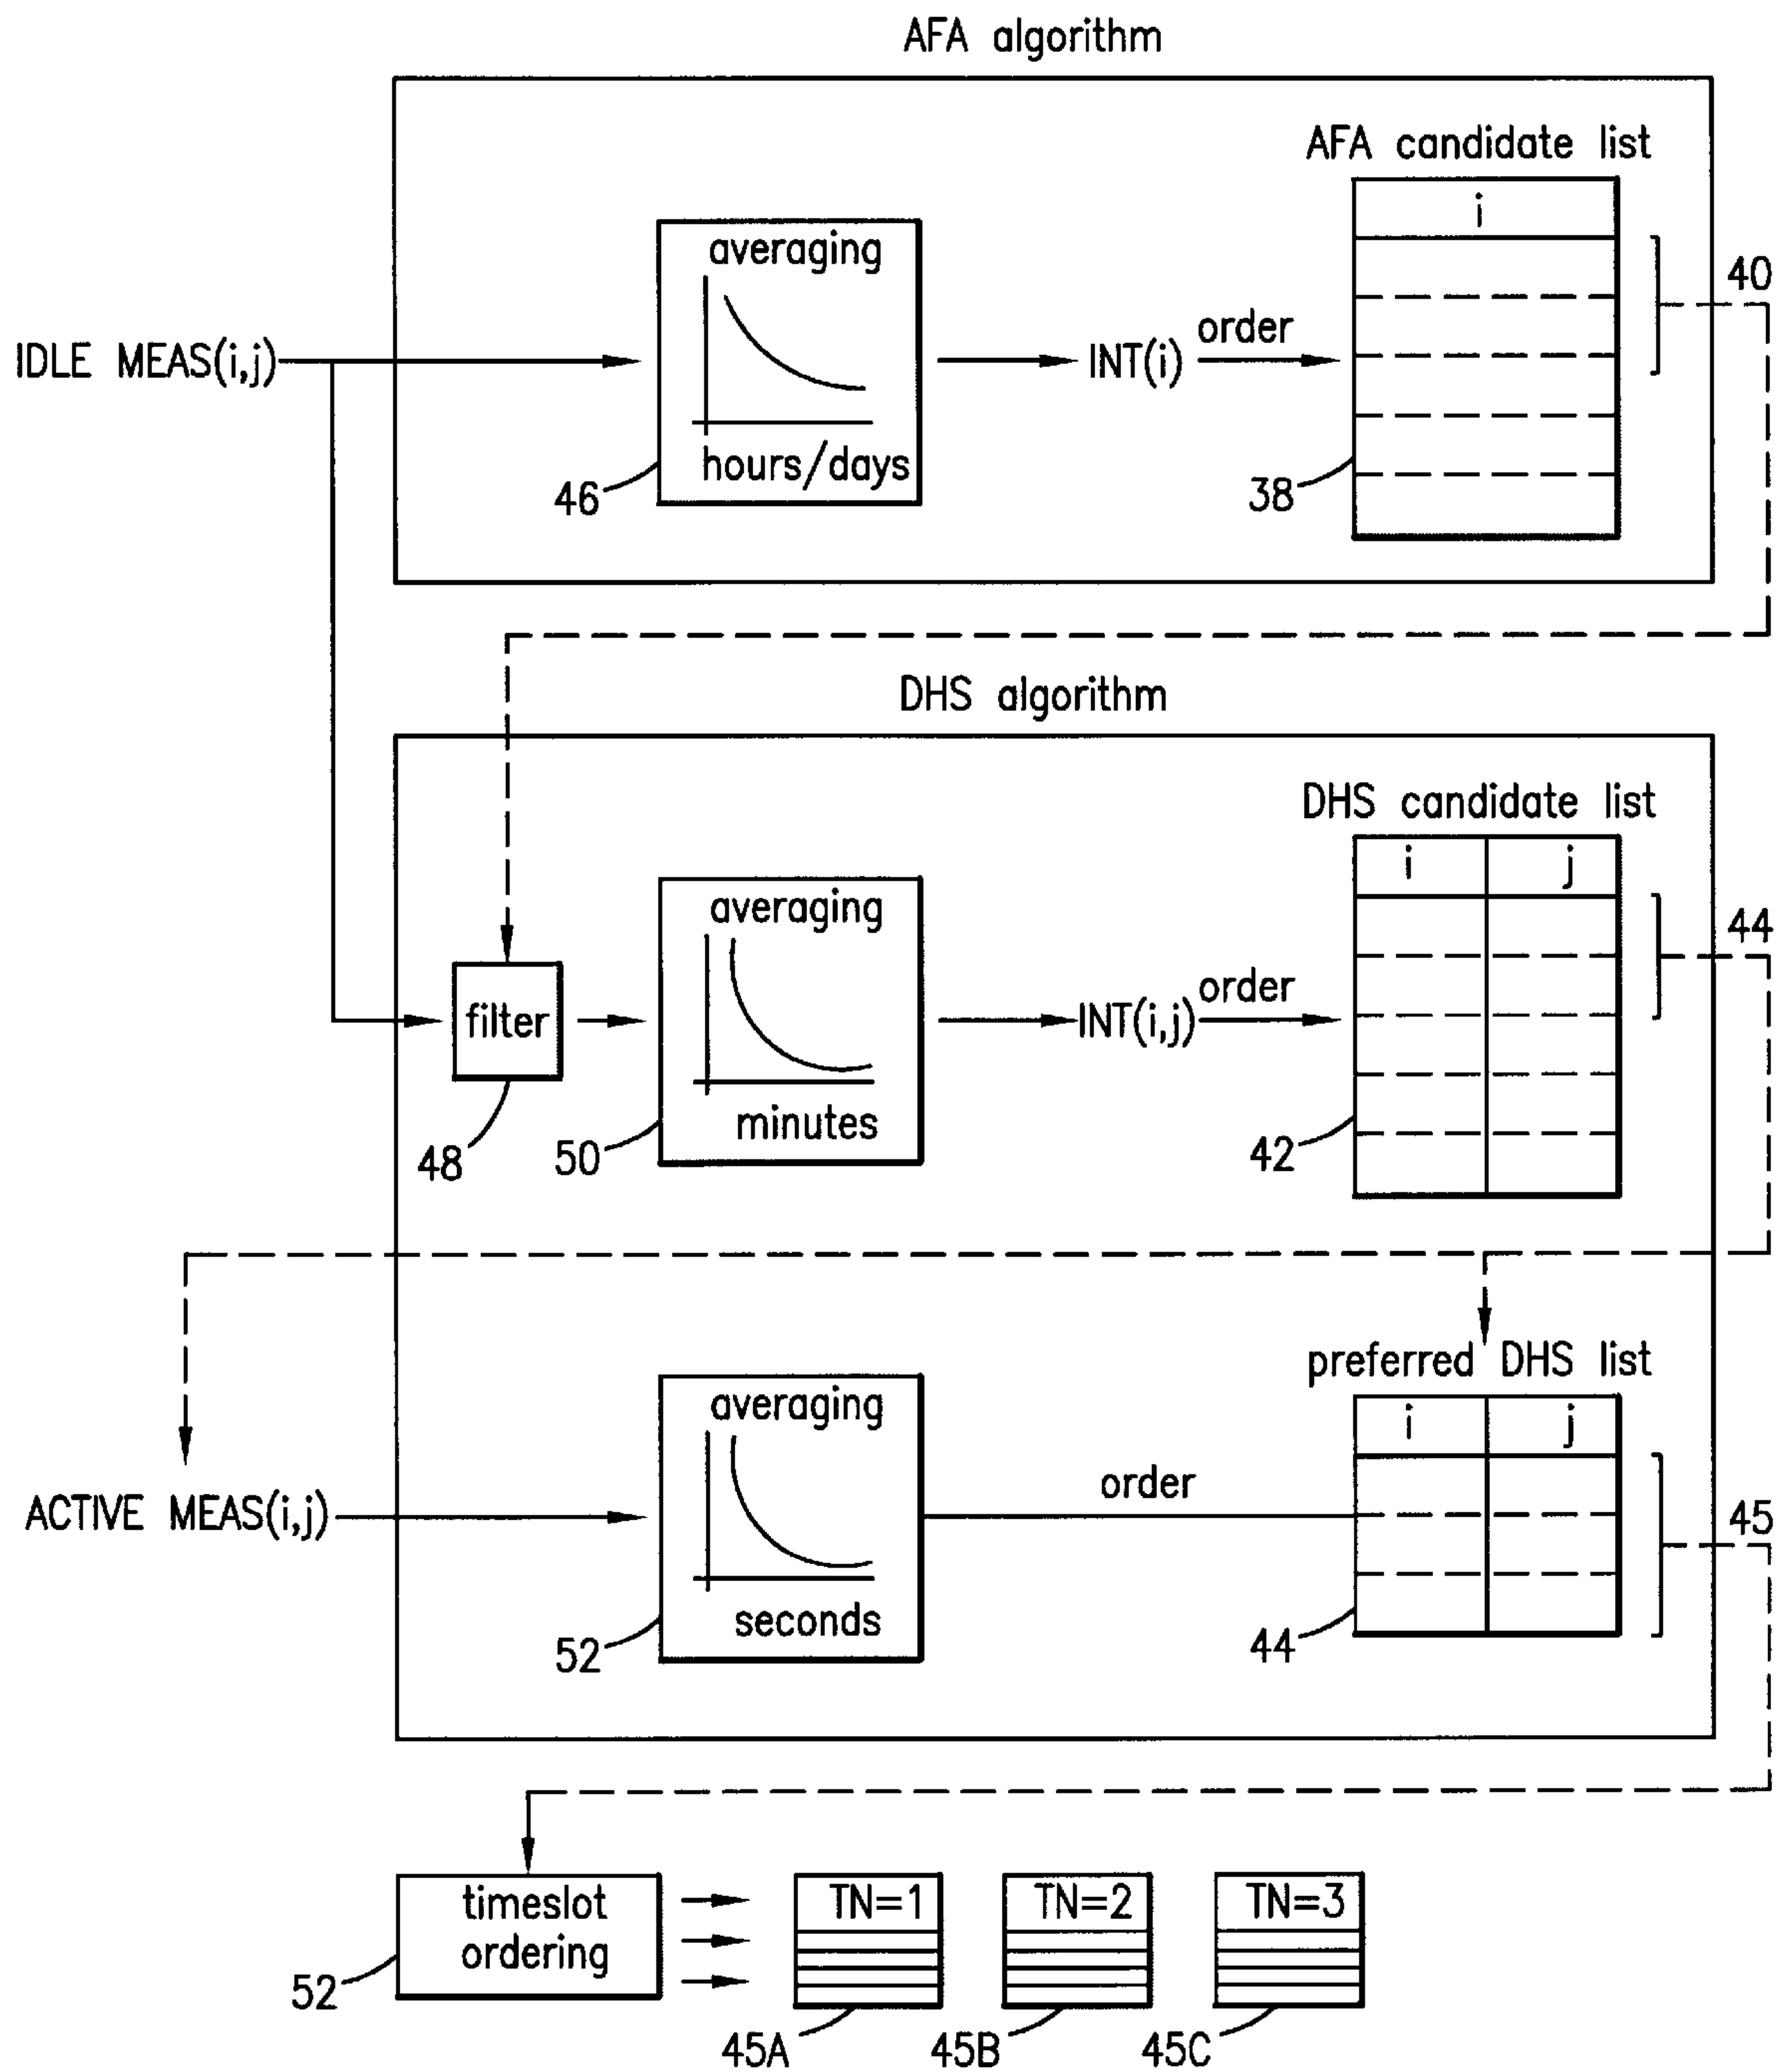 AFA algorithm
AFA candidate list
i
averaging
40
order
IDLE MEAS(i,j)
INT(i)
hours/days
46
38
DHS algorithm
DHS candidate list
i j
averaging
44
order
filter
INT(i,j)
minutes
48
50
42
preferred DHS list
i j
averaging
order
ACTIVE MEAS(i,j)
45
seconds
52
44
timeslot
ordering
TN=1
TN=2
TN=3
52
45A
45B
45C